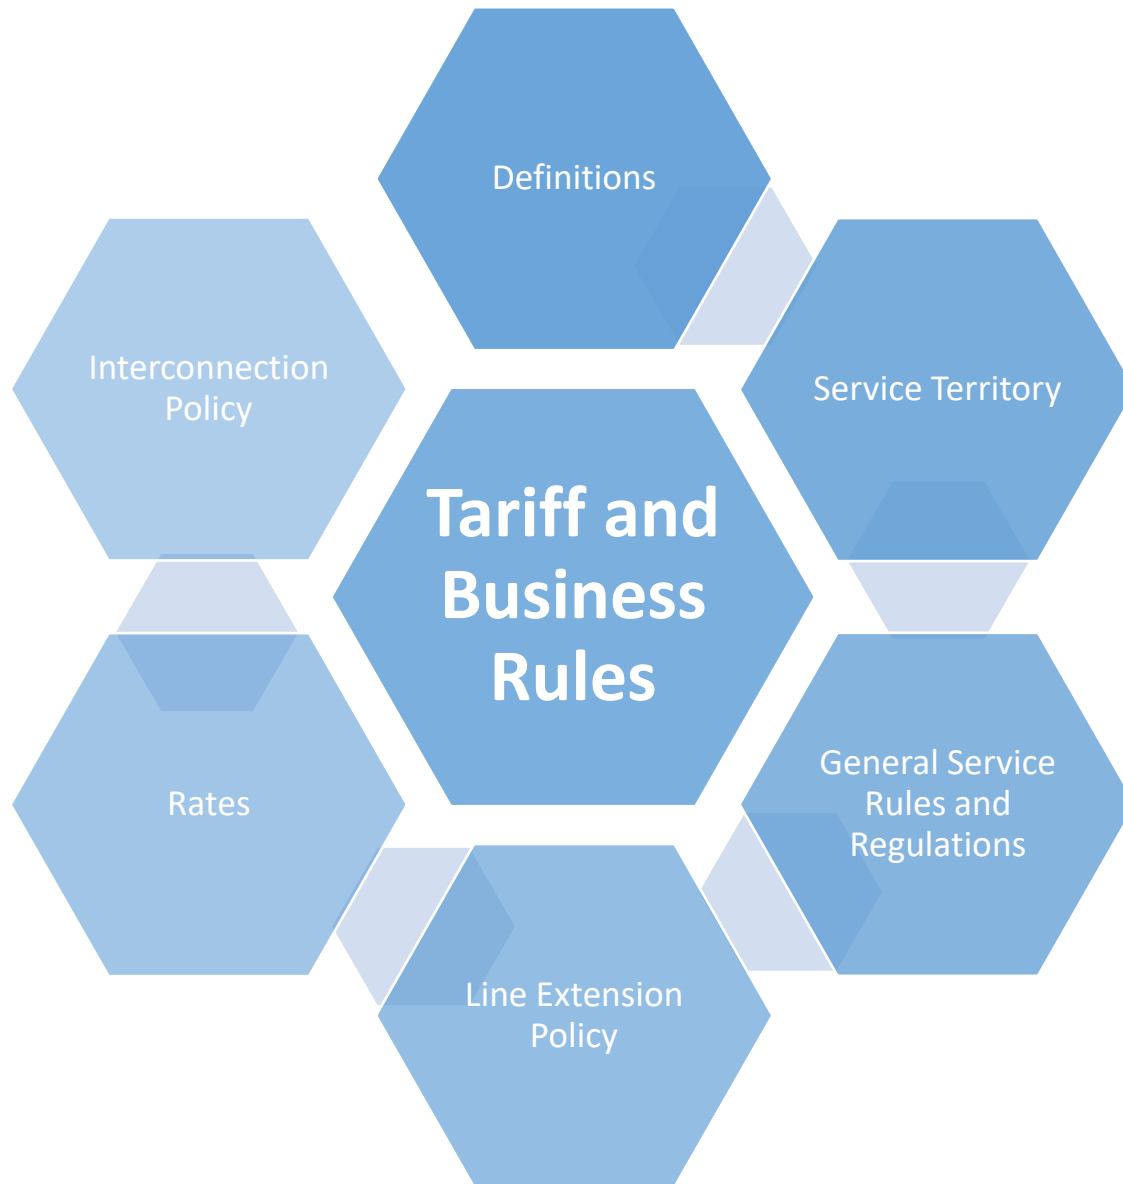 Definitions
Service Territory
General Service
Rules and
Regulations
Line Extension
Policy
Rates
Interconnection
Policy
Tariff and
Business
Rules